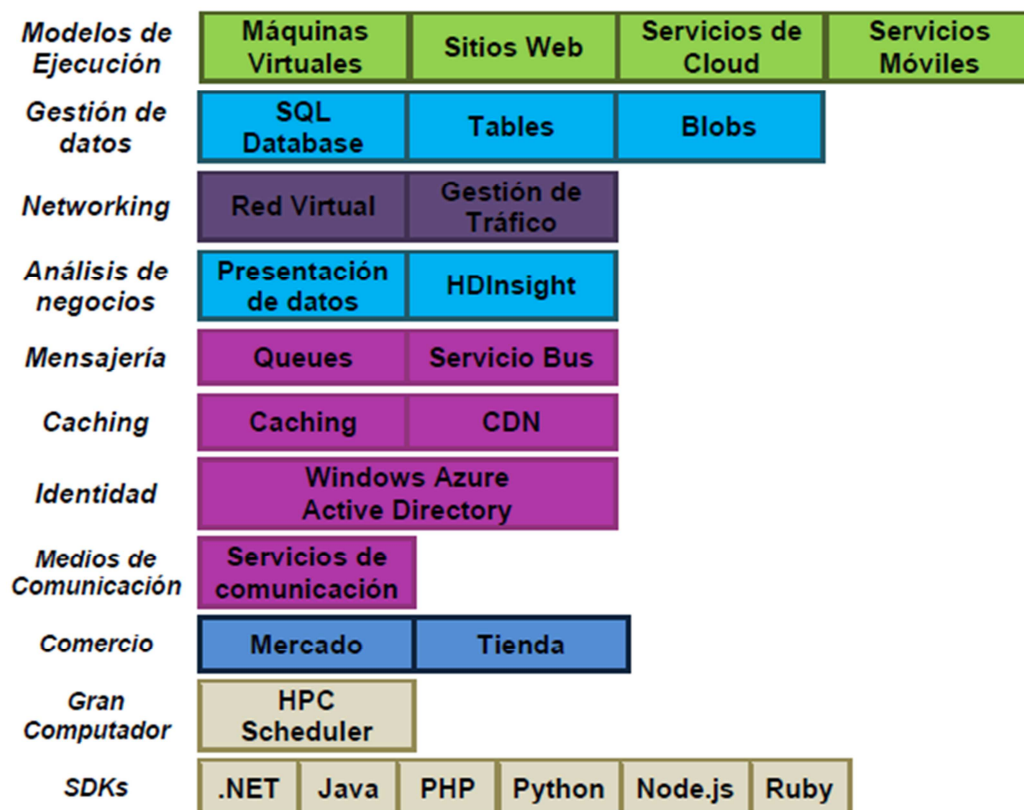 Modelos de
Ejecución
Máquinas
Virtuales
Sitios Web
Servicios de
Cloud
Servicios
Móviles
Gestión de
datos
SQL
Database
Tables
Blobs
Networking
Red Virtual
Gestión de
Tráfico
Análisis de
negocios
Presentación
de datos
HDInsight
Mensajería
Queues
Servicio Bus
Caching
Caching
CDN
Identidad
Windows Azure
Active Directory
Medios de
Comunicación
Servicios de
comunicación
Comercio
Mercado
Tienda
Gran
Computador
HPC
Scheduler
SDKs
.NET
Java
PHP
Python
Node.js
Ruby